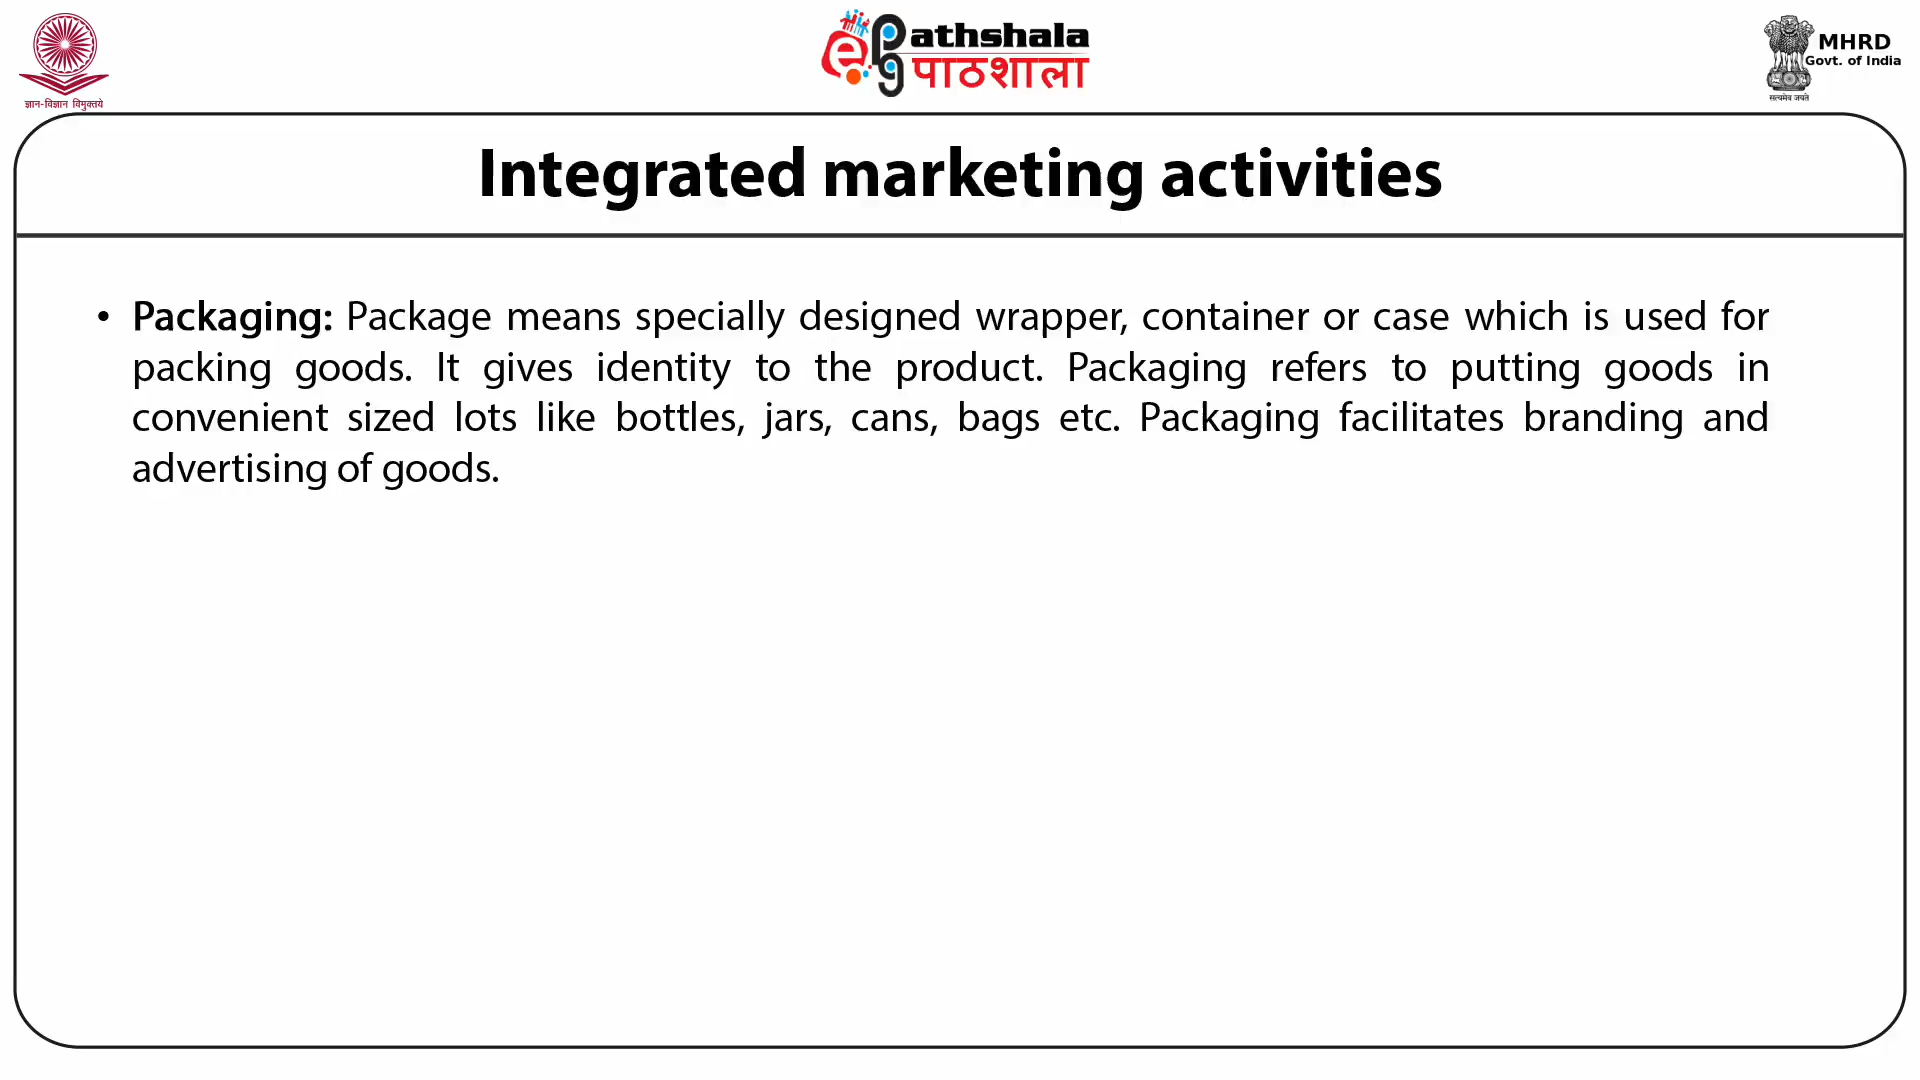 ज्ञान-विज्ञान विमुक्तये
ePG Pathshala
पाठशाला
MHRD
Govt. of India
सत्यमेव जयते
Integrated marketing activities
• Packaging: Package means specially designed wrapper, container or case which is used for
packing goods. It gives identity to the product. Packaging refers to putting goods in
convenient sized lots like bottles, jars, cans, bags etc. Packaging facilitates branding and
advertising of goods.